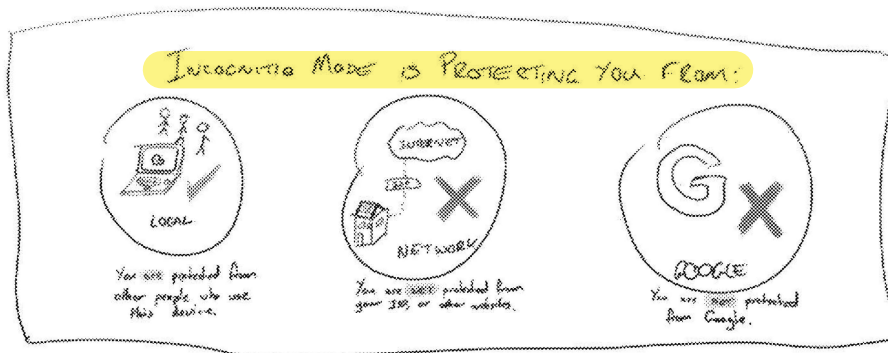 INCOGNITO MODE IS PROTECTING YOU FROM:
LOCAL
You are protected from
other people who use
this device.
INTERNET
NETWORK
You are NOT protected from
your ISP, or other websites.
G
GOOGLE
You are NOT protected
from Google.